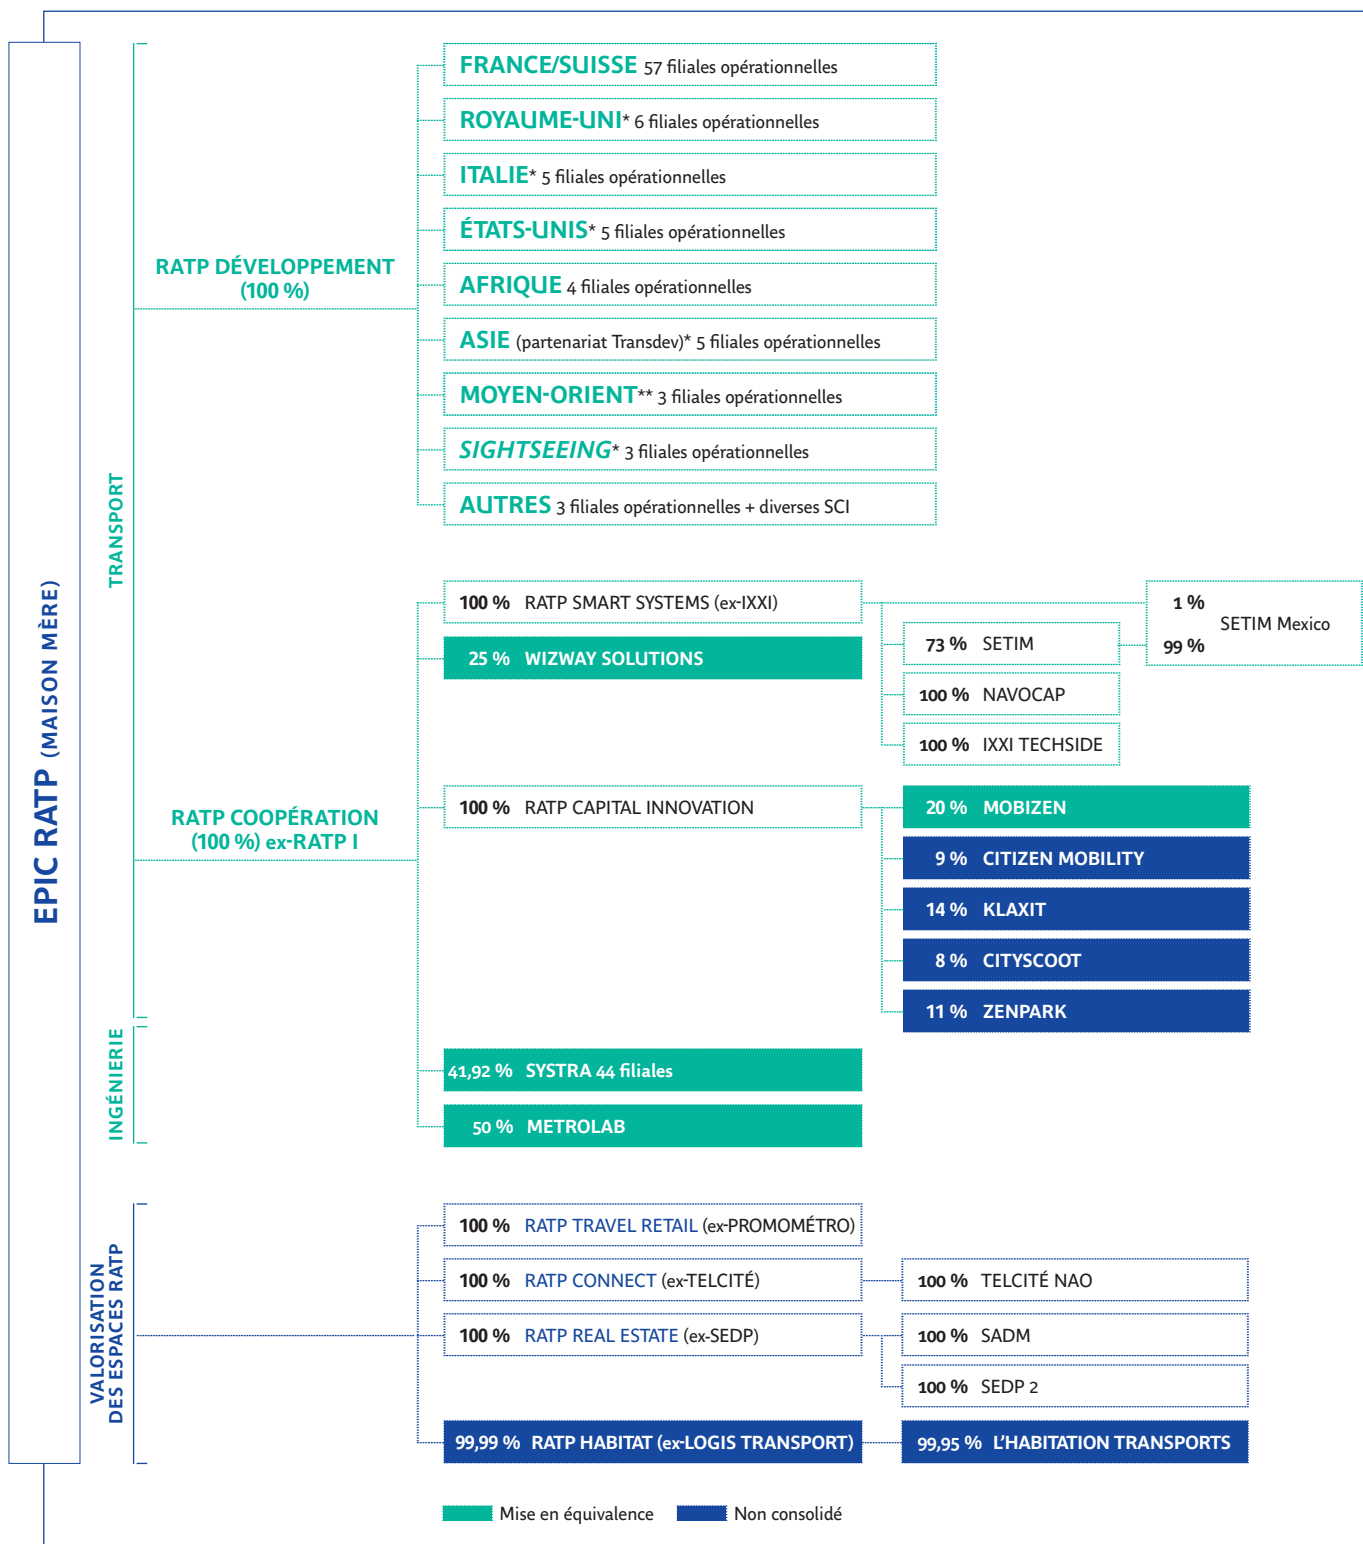 EPIC RATP (MAISON MÈRE)
TRANSPORT
RATP DÉVELOPPEMENT
(100 %)
FRANCE/SUISSE 57 filiales opérationnelles
ROYAUME-UNI* 6 filiales opérationnelles
ITALIE* 5 filiales opérationnelles
ÉTATS-UNIS* 5 filiales opérationnelles
AFRIQUE 4 filiales opérationnelles
ASIE (partenariat Transdev)* 5 filiales opérationnelles
MOYEN-ORIENT** 3 filiales opérationnelles
SIGHTSEEING* 3 filiales opérationnelles
AUTRES 3 filiales opérationnelles + diverses SCI
RATP COOPÉRATION
(100 %) ex-RATP I
100 % RATP SMART SYSTEMS (ex-IXXI)
1 %
SETIM Mexico
99 %
73 % SETIM
25 % WIZWAY SOLUTIONS
100 % NAVOCAP
100 % IXXI TECHSIDE
100 % RATP CAPITAL INNOVATION
20 % MOBIZEN
9 % CITIZEN MOBILITY
14 % KLAXIT
8 % CITYSCOOT
11 % ZENPARK
INGÉNIERIE
41,92 % SYSTRA 44 filiales
50 % METROLAB
VALORISATION
DES ESPACES RATP
100 % RATP TRAVEL RETAIL (ex-PROMOMÉTRO)
100 % RATP CONNECT (ex-TELCITÉ)
100 % TELCITÉ NAO
100 % RATP REAL ESTATE (ex-SEDP)
100 % SADM
100 % SEDP 2
99,99 % RATP HABITAT (ex-LOGIS TRANSPORT)
99,95 % L'HABITATION TRANSPORTS
Mise en équivalence
Non consolidé